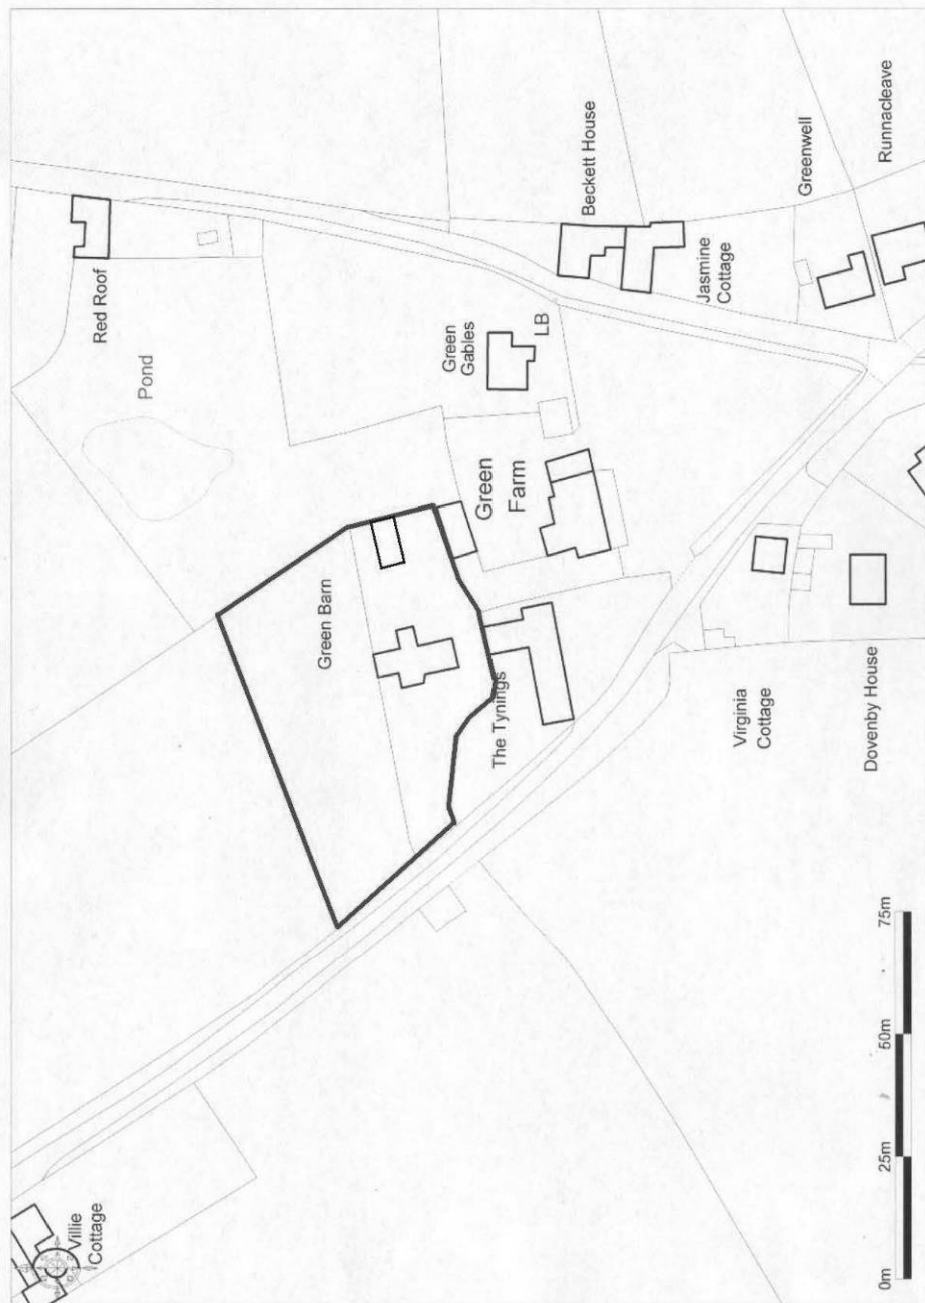 Red Roof
Pond
Beckett House
Jasmine
Cottage
Greenwell
Runnacleave
Green
Gables
LB
Green
Farm
Green Barn
The Tynings
Virginia
Cottage
Dovenby House
Villie
Cottage
0m
25m
50m
75m